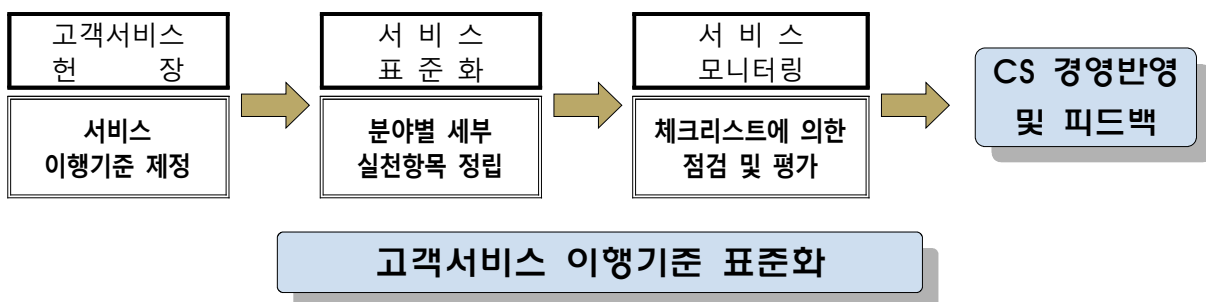 고객서비스
헌 장
서비스
이행기준 제정
서 비 스
표 준 화
분야별 세부
실천항목 정립
서 비 스
모니터링
체크리스트에 의한
점검 및 평가
CS 경영반영
및 피드백
고객서비스 이행기준 표준화